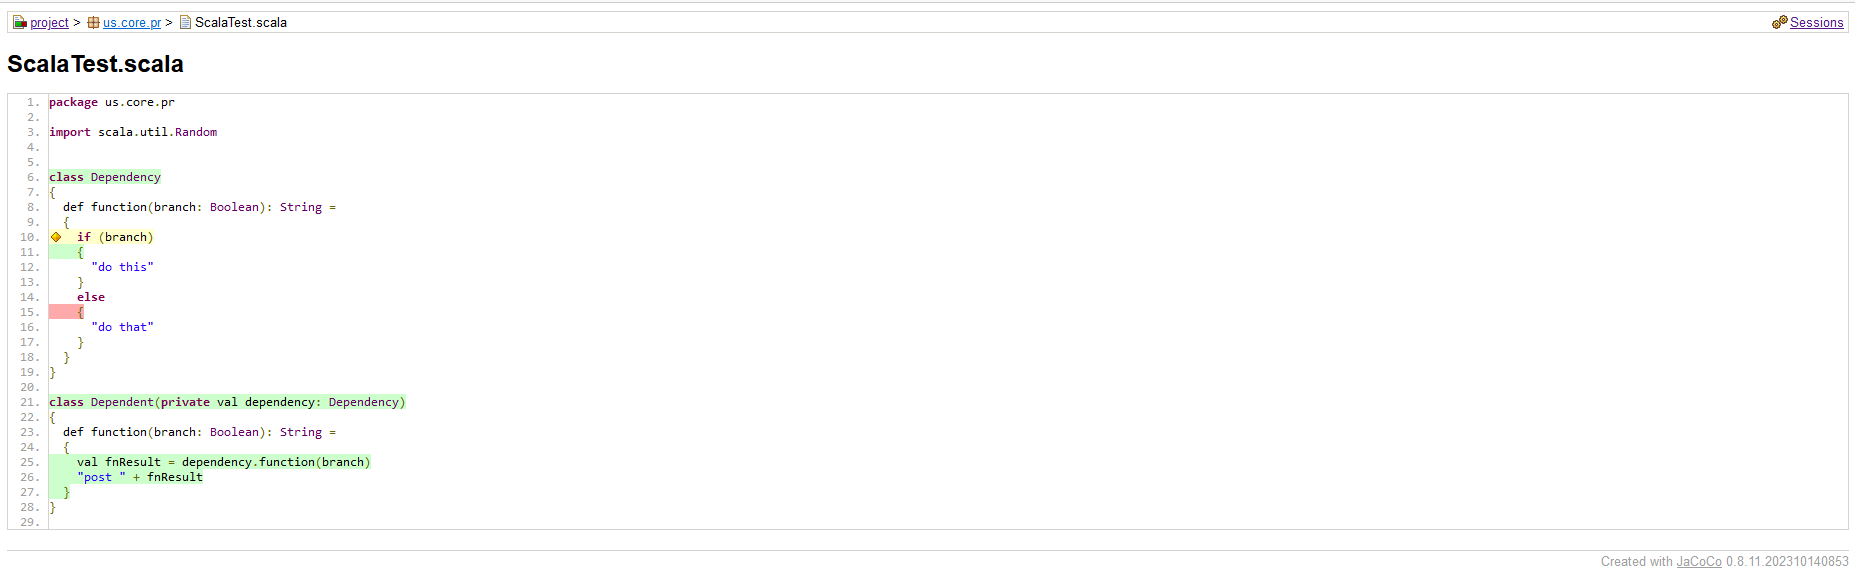 project > us.core.pr > ScalaTest.scala Sessions
ScalaTest.scala
1. package us.core.pr
2.
3. import scala.util.Random
4.
5.
6. class Dependency
7. {
8.   def function(branch: Boolean): String =
9.   {
10.     if (branch)
11.     {
12.       "do this"
13.     }
14.     else
15.     {
16.       "do that"
17.     }
18.   }
19. }
20.
21. class Dependent(private val dependency: Dependency)
22. {
23.   def function(branch: Boolean): String =
24.   {
25.     val fnResult = dependency.function(branch)
26.     "post " + fnResult
27.   }
28. }
29.
Created with JaCoCo 0.8.11.202310140853